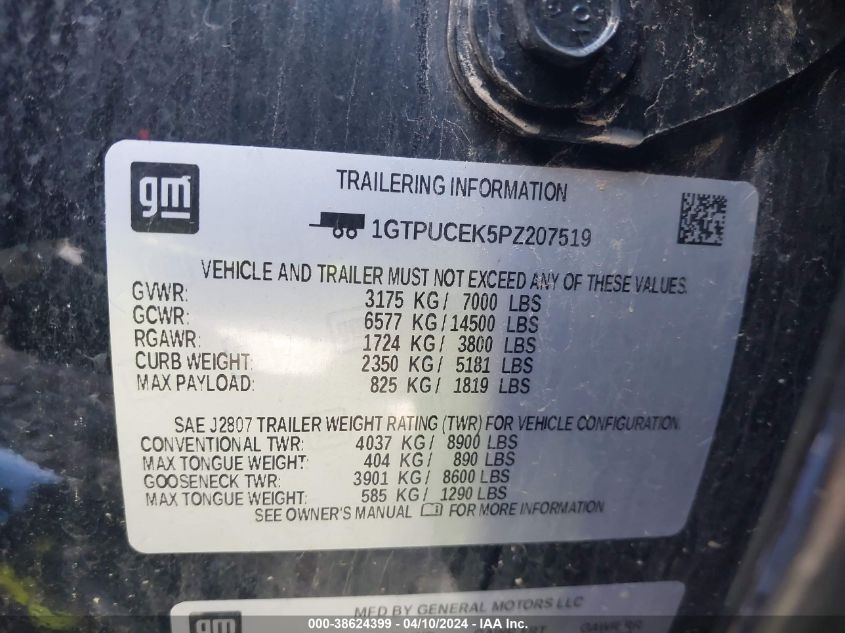 gm
TRAILERING INFORMATION
1GTPUCEK5PZ207519
VEHICLE AND TRAILER MUST NOT EXCEED ANY OF THESE VALUES.
GVWR: 3175 KG / 7000 LBS
GCWR: 6577 KG / 14500 LBS
RGAWR: 1724 KG / 3800 LBS
CURB WEIGHT: 2350 KG / 5181 LBS
MAX PAYLOAD: 825 KG / 1819 LBS
SAE J2807 TRAILER WEIGHT RATING (TWR) FOR VEHICLE CONFIGURATION.
CONVENTIONAL TWR: 4037 KG / 8900 LBS
MAX TONGUE WEIGHT: 404 KG / 890 LBS
GOOSENECK TWR: 3901 KG / 8600 LBS
MAX TONGUE WEIGHT: 585 KG / 1290 LBS
SEE OWNER'S MANUAL FOR MORE INFORMATION
gm
MFD BY GENERAL MOTORS LLC
GAWR RR
000-38624399 - 04/10/2024 - IAA Inc.